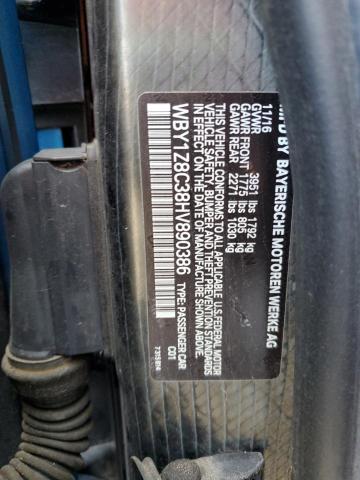 MFD BY BAYERISCHE MOTOREN WERKE AG
11/16
GVWR 3951 lbs 1792 kg
GAWR FRONT 1775 lbs 805 kg
GAWR REAR 2271 lbs 1030 kg
THIS VEHICLE CONFORMS TO ALL APPLICABLE U.S.FEDERAL MOTOR
VEHICLE SAFETY, BUMPER AND THEFT PREVENTION STANDARDS
IN EFFECT ON THE DATE OF MANUFACTURE SHOWN ABOVE.
WBY1Z8C38HV890386 TYPE: PASSENGER CAR
C01
7315814